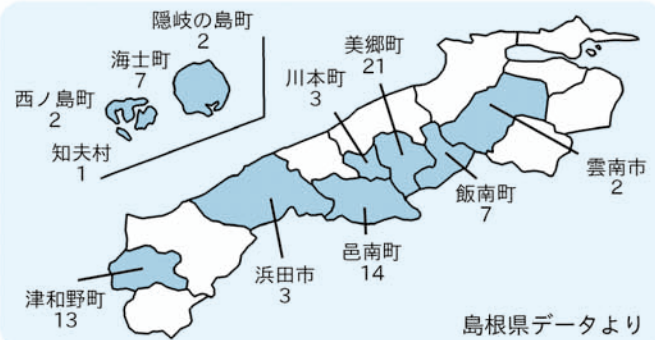 隠岐の島町
2
海士町
7
西ノ島町
2
知夫村
1
美郷町
21
川本町
3
雲南市
2
飯南町
7
邑南町
14
浜田市
3
津和野町
13
島根県データより